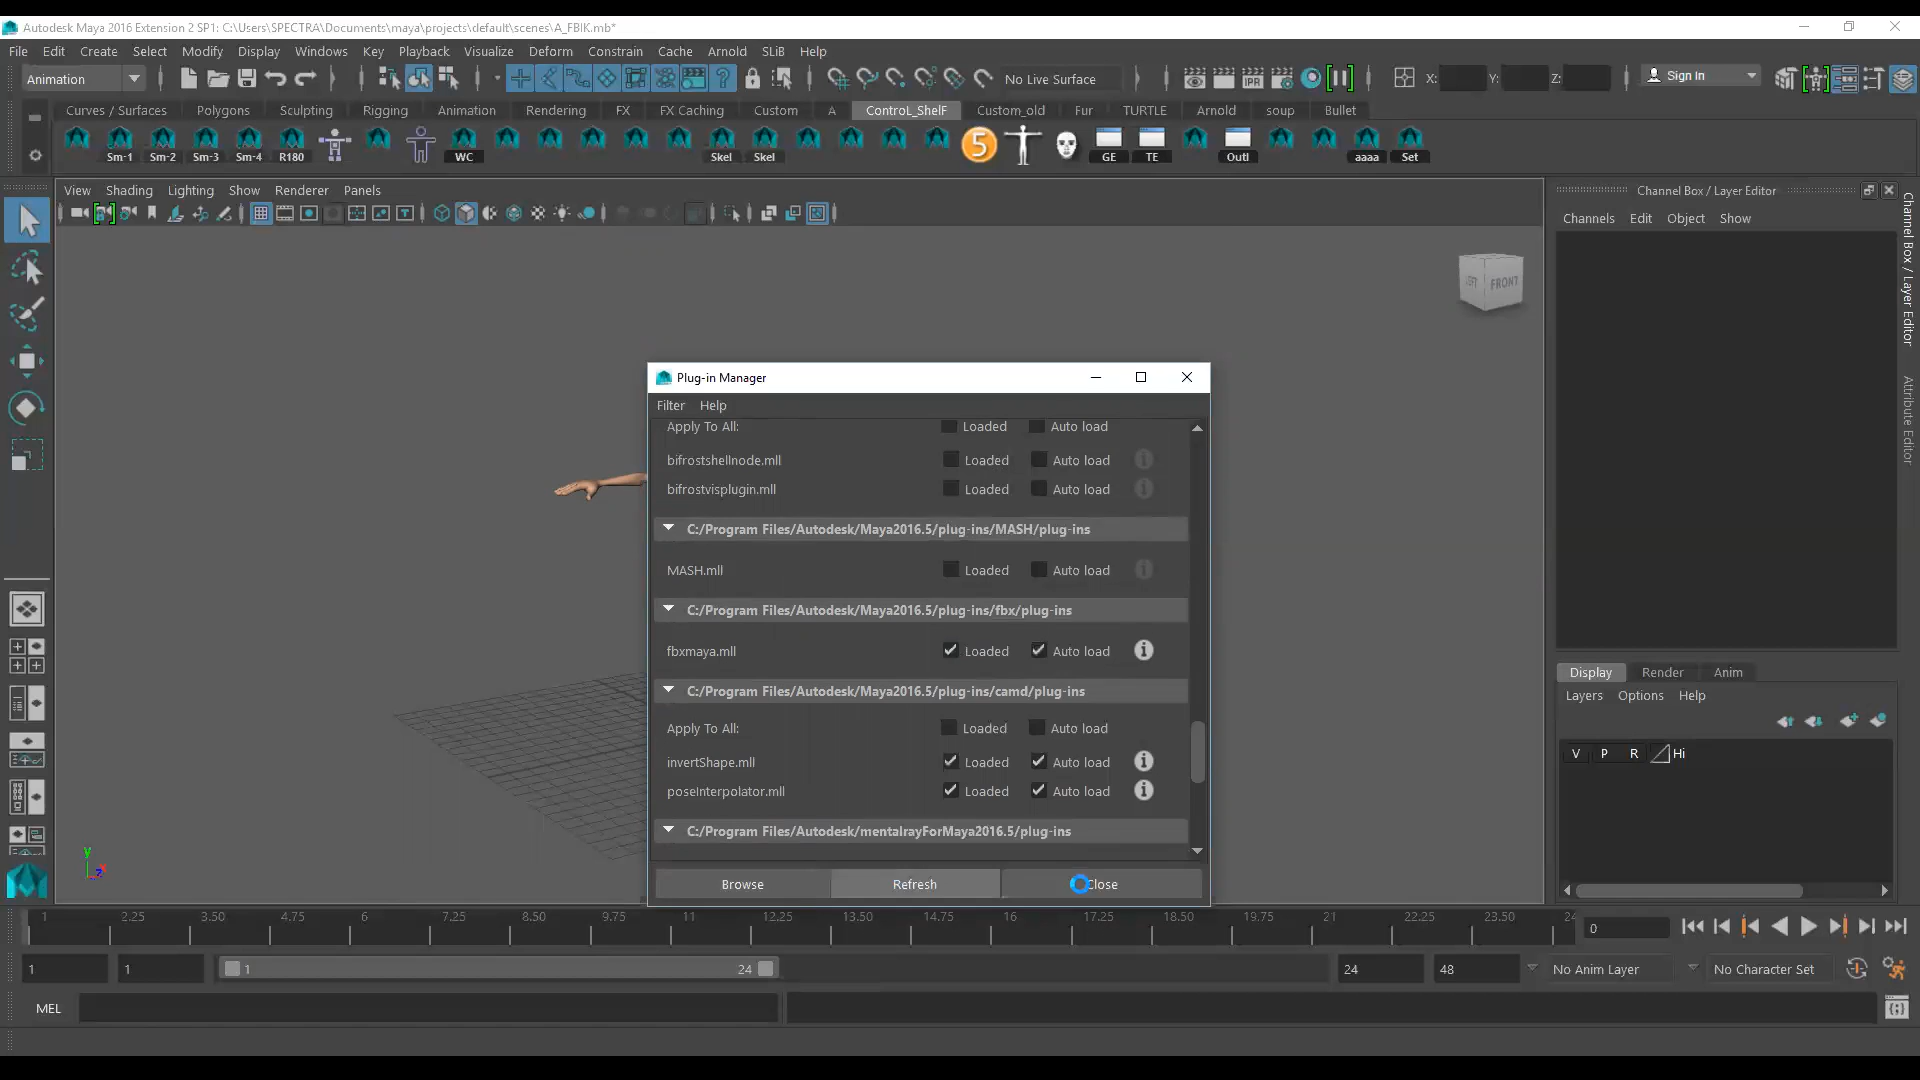 Autodesk Maya 2016 Extension 2 SP1: C:\Users\SPECTRA\Documents\maya\projects\default\scenes\A_FBIK.mb*
File Edit Create Select Modify Display Windows Key Playback Visualize Deform Constrain Cache Arnold SLiB Help
Animation No Live Surface X: Y: Z: Sign In
IPR
Curves / Surfaces Polygons Sculpting Rigging Animation Rendering FX FX Caching Custom A ControL_ShelF Custom_old Fur TURTLE Arnold soup Bullet
5
Sm-1 Sm-2 Sm-3 Sm-4 R180 WC Skel Skel GE TE Outl aaaa Set
View Shading Lighting Show Renderer Panels
Channel Box / Layer Editor
Channels Edit Object Show
Channel Box / Layer Editor
Attribute Editor
FRONT
Plug-in Manager
Filter Help
Apply To All: Loaded Auto load
bifrostshellnode.mll Loaded Auto load
bifrostvisplugin.mll Loaded Auto load
C:/Program Files/Autodesk/Maya2016.5/plug-ins/MASH/plug-ins
MASH.mll Loaded Auto load
C:/Program Files/Autodesk/Maya2016.5/plug-ins/fbx/plug-ins
fbxmaya.mll Loaded Auto load
C:/Program Files/Autodesk/Maya2016.5/plug-ins/camd/plug-ins
Apply To All: Loaded Auto load
invertShape.mll Loaded Auto load
poseInterpolator.mll Loaded Auto load
C:/Program Files/Autodesk/mentalrayForMaya2016.5/plug-ins
Browse Refresh Close
Display Render Anim
Layers Options Help
V P R Hi
y
x
z
1 2.25 3.50 4.75 6 7.25 8.50 9.75 11 12.25 13.50 14.75 16 17.25 18.50 19.75 21 22.25 23.50 24
0
1 1 1 24 24 48 No Anim Layer No Character Set
MEL